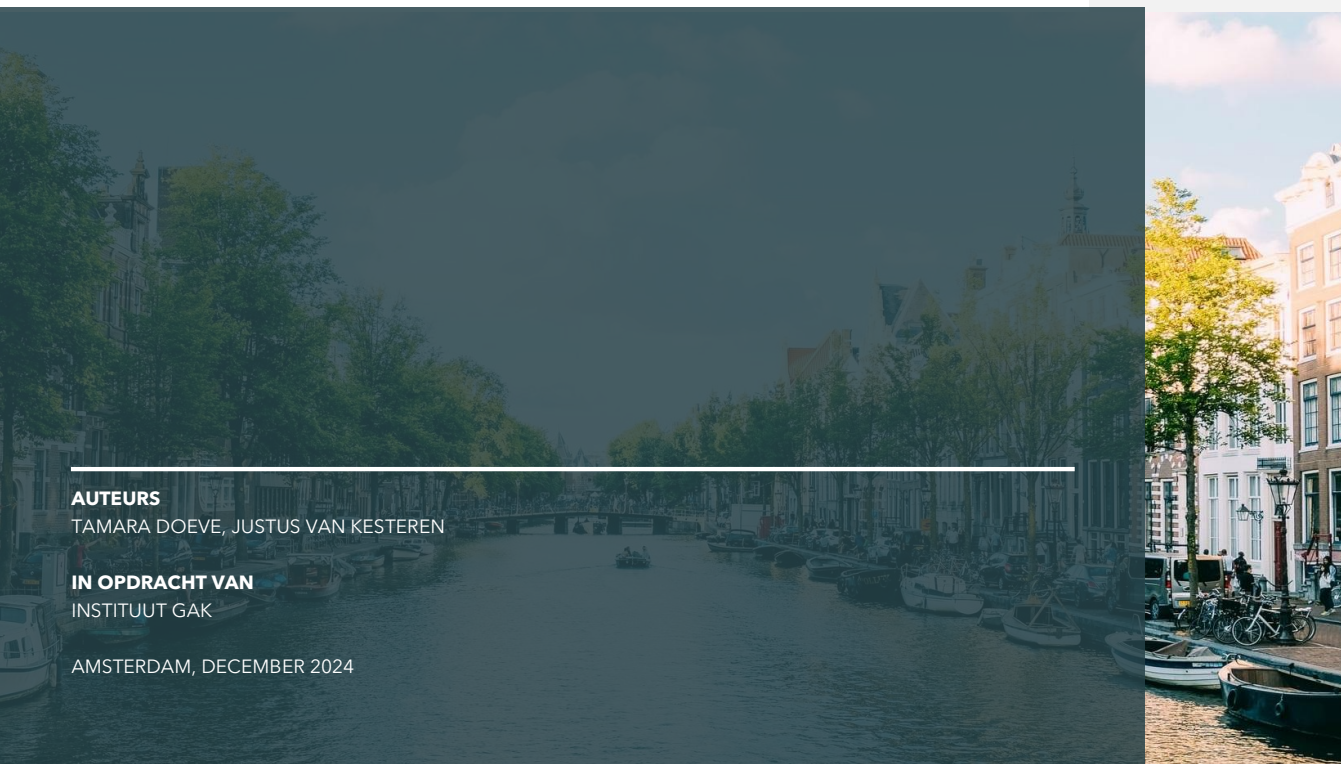 AUTEURS
TAMARA DOEVE, JUSTUS VAN KESTEREN
IN OPDRACHT VAN
INSTITUUT GAK
AMSTERDAM, DECEMBER 2024